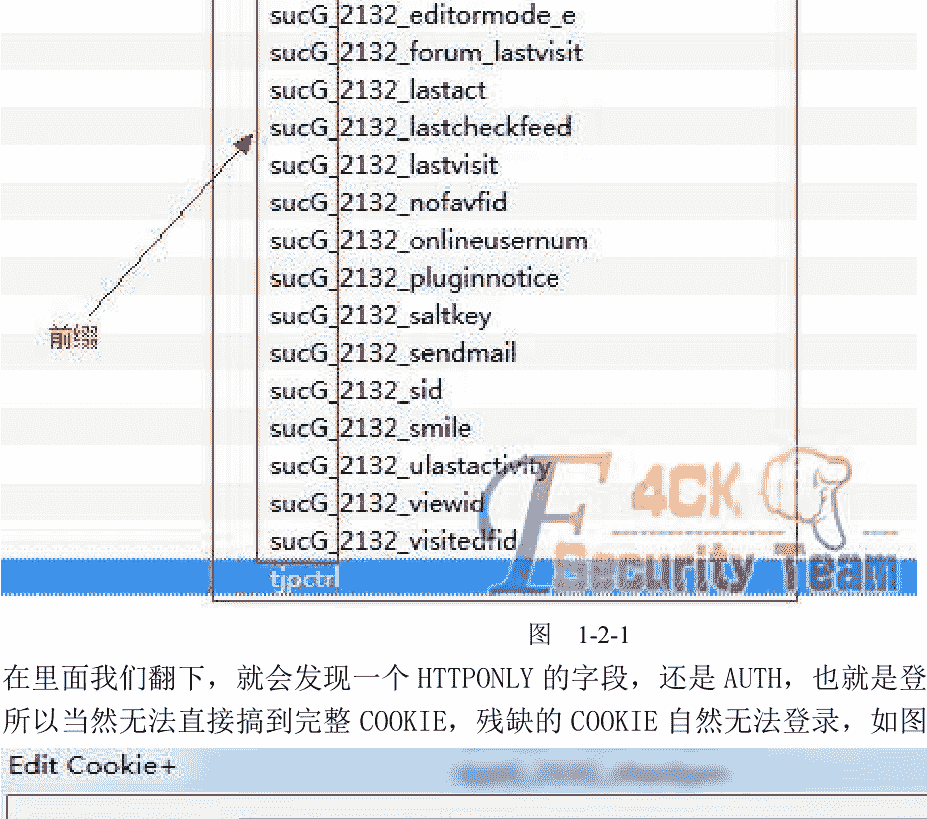 sucG_2132_editormode_e
sucG_2132_forum_lastvisit
sucG_2132_lastact
sucG_2132_lastcheckfeed
sucG_2132_lastvisit
sucG_2132_nofavfid
sucG_2132_onlineusernum
sucG_2132_pluginnotice
sucG_2132_saltkey
前缀
sucG_2132_sendmail
sucG_2132_sid
sucG_2132_smile
sucG_2132_ulastactivity
sucG_2132_viewid
sucG_2132_visitedfid
F4CK
Security Team
tjpctrl
图 1-2-1
在里面我们翻下，就会发现一个 HTTPONLY 的字段，还是 AUTH，也就是登
所以当然无法直接搞到完整 COOKIE，残缺的 COOKIE 自然无法登录，如图
Edit Cookie+